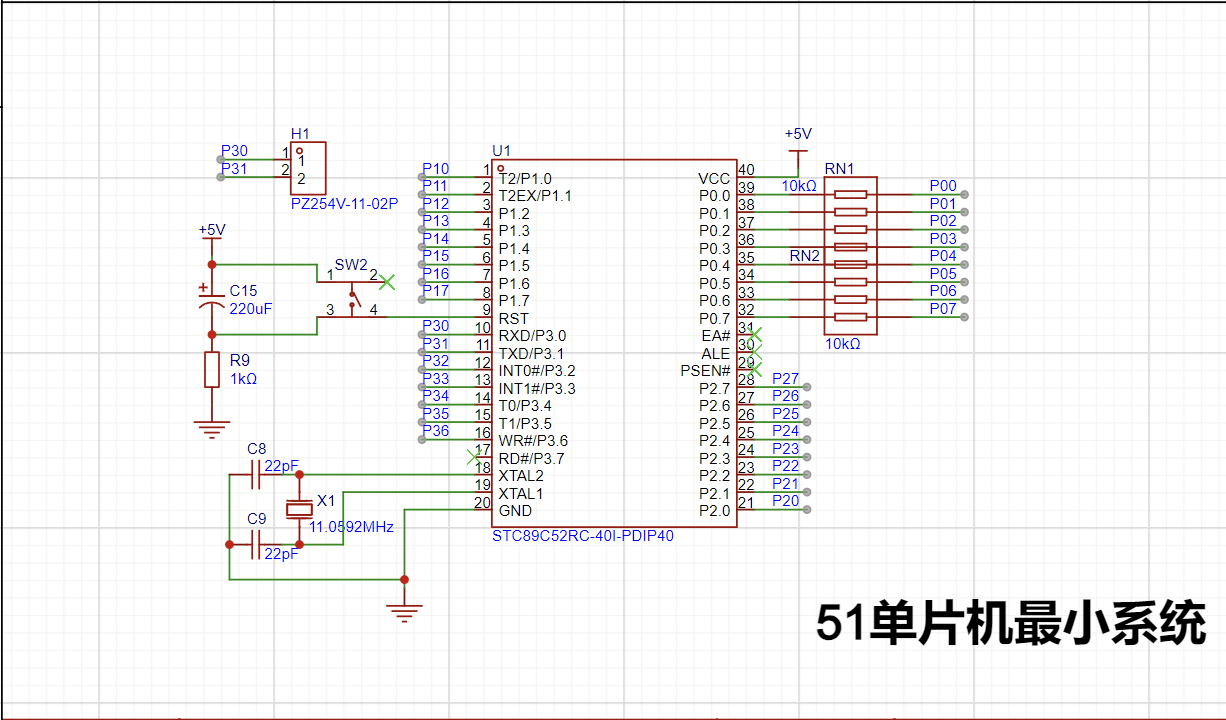 H1
P30 1 1
P31 2 2
PZ254V-11-02P
+5V
SW2
1 2
3 4
C15
220uF
R9
1kΩ
C8
22pF
X1
11.0592MHz
C9
22pF
U1
P10 1 T2/P1.0
P11 2 T2EX/P1.1
P12 3 P1.2
P13 4 P1.3
P14 5 P1.4
P15 6 P1.5
P16 7 P1.6
P17 8 P1.7
9 RST
P30 10 RXD/P3.0
P31 11 TXD/P3.1
P32 12 INT0#/P3.2
P33 13 INT1#/P3.3
P34 14 T0/P3.4
P35 15 T1/P3.5
P36 16 WR#/P3.6
17 RD#/P3.7
18 XTAL2
19 XTAL1
20 GND
STC89C52RC-40I-PDIP40
+5V
RN1
10kΩ
VCC 40
P0.0 39 P00
P0.1 38 P01
P0.2 37 P02
P0.3 36 P03
P0.4 35 RN2 P04
P0.5 34 P05
P0.6 33 P06
P0.7 32 P07
10kΩ
EA# 31
ALE 30
PSEN# 29
P2.7 28 P27
P2.6 27 P26
P2.5 26 P25
P2.4 25 P24
P2.3 24 P23
P2.2 23 P22
P2.1 22 P21
P2.0 21 P20
51单片机最小系统